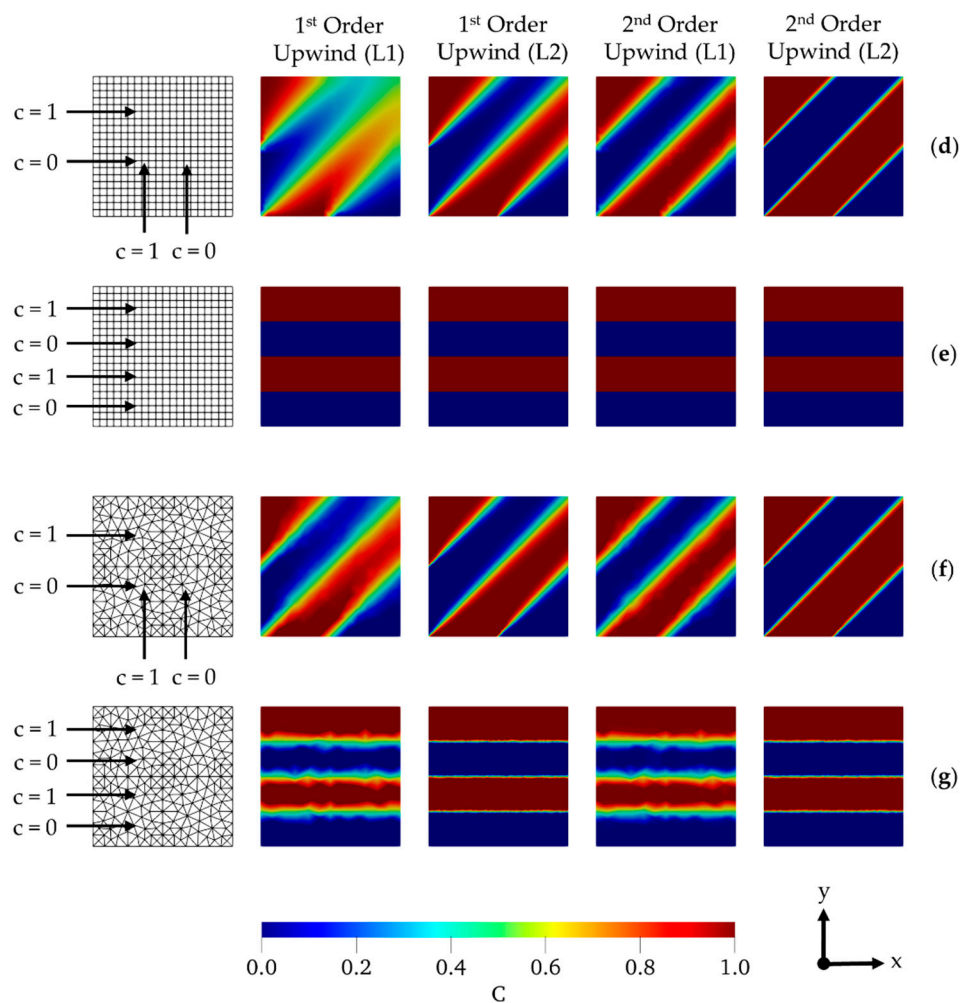 1st Order Upwind (L1)
1st Order Upwind (L2)
2nd Order Upwind (L1)
2nd Order Upwind (L2)
c = 1
c = 0
c = 1
c = 0
(d)
c = 1
c = 0
c = 1
c = 0
(e)
c = 1
c = 0
c = 1
c = 0
(f)
c = 1
c = 0
c = 1
c = 0
(g)
0.0
0.2
0.4
0.6
0.8
1.0
C
y
x